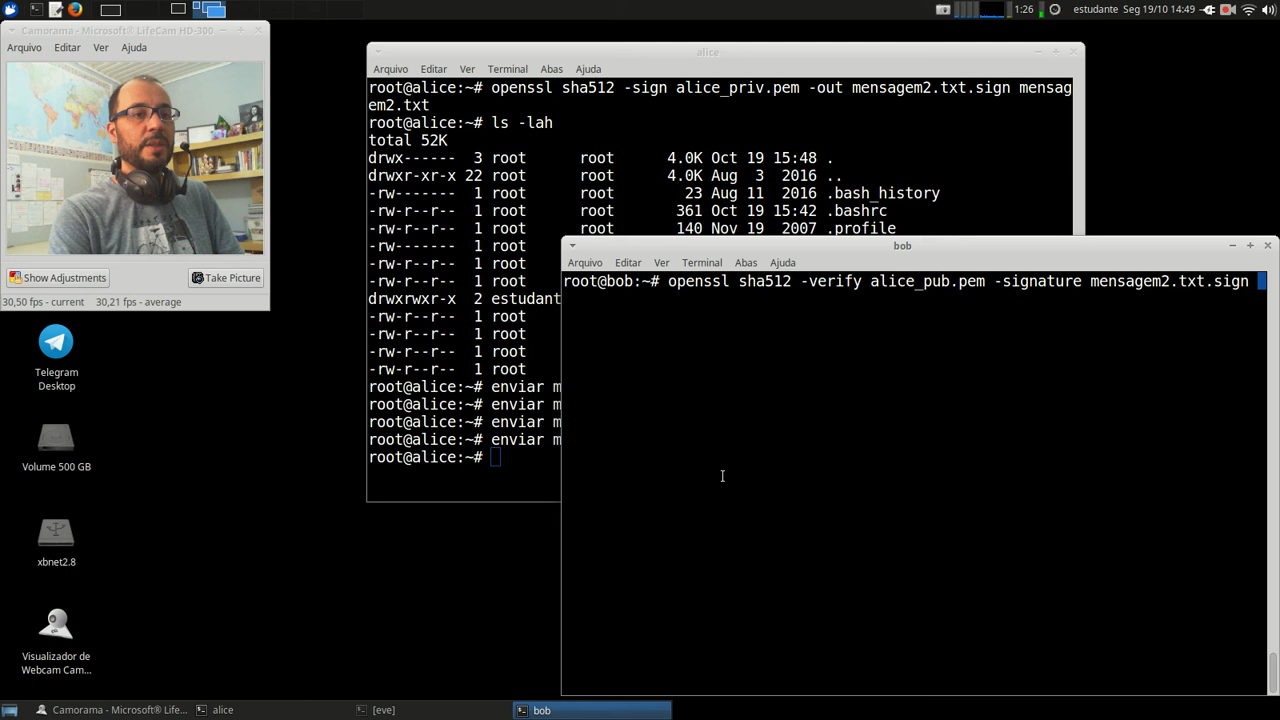 1:26
estudante Seg 19/10 14:49
Camorama - Microsoft® LifeCam HD-300
Arquivo Editar Ver Ajuda
Show Adjustments
Take Picture
30,50 fps - current 30,21 fps - average
Telegram
Desktop
Volume 500 GB
xbnet2.8
Visualizador de
Webcam Cam...
alice
Arquivo Editar Ver Terminal Abas Ajuda
root@alice:~# openssl sha512 -sign alice_priv.pem -out mensagem2.txt.sign mensag
em2.txt
root@alice:~# ls -lah
total 52K
drwx------ 3 root root 4.0K Oct 19 15:48 .
drwxr-xr-x 22 root root 4.0K Aug 3 2016 ..
-rw------- 1 root root 23 Aug 11 2016 .bash_history
-rw-r--r-- 1 root root 361 Oct 19 15:42 .bashrc
-rw-r--r-- 1 root root 140 Nov 19 2007 .profile
-rw------- 1 root
-rw-r--r-- 1 root
-rw-r--r-- 1 root
drwxrwxr-x 2 estudant
-rw-r--r-- 1 root
-rw-r--r-- 1 root
-rw-r--r-- 1 root
-rw-r--r-- 1 root
root@alice:~# enviar m
root@alice:~# enviar m
root@alice:~# enviar m
root@alice:~# enviar m
root@alice:~#
bob
Arquivo Editar Ver Terminal Abas Ajuda
root@bob:~# openssl sha512 -verify alice_pub.pem -signature mensagem2.txt.sign
Camorama - Microsoft® Life...
alice
[eve]
bob